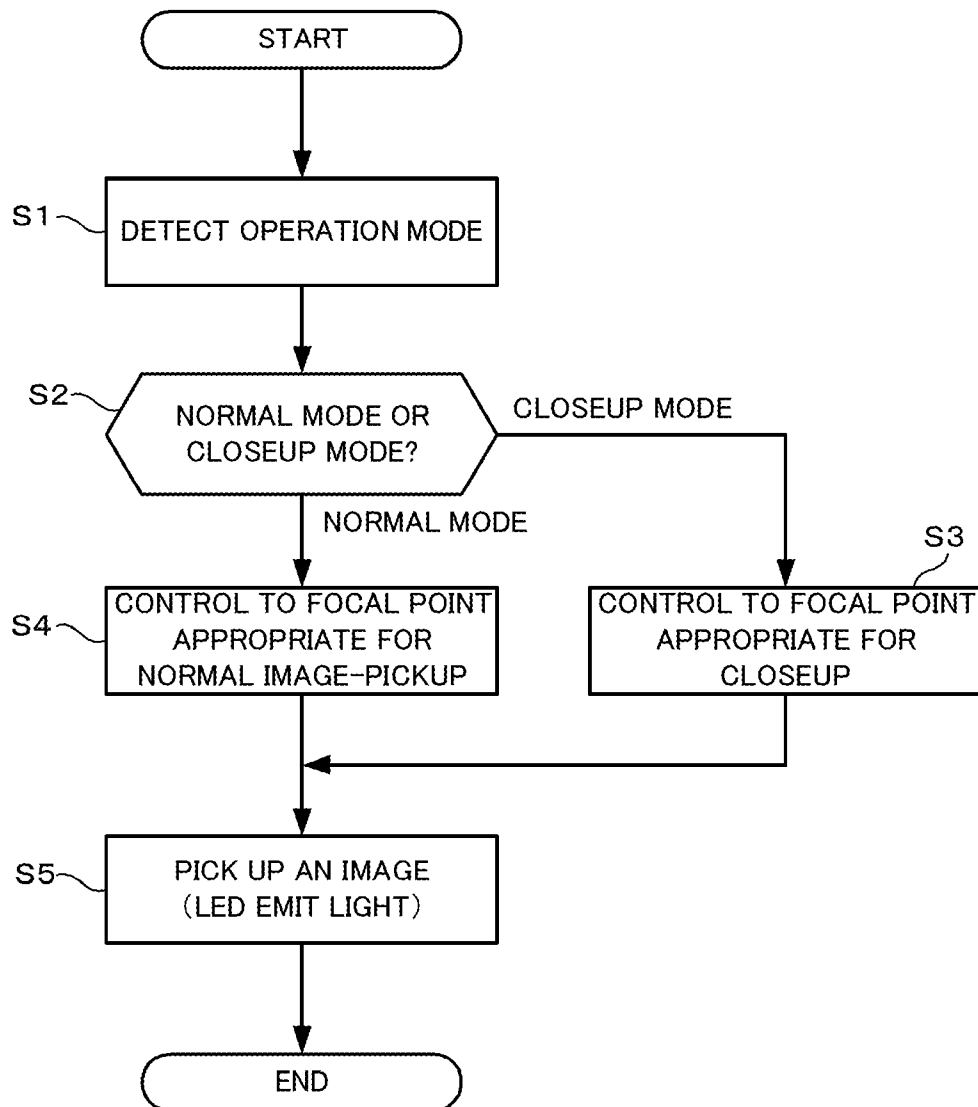 START
S1
DETECT OPERATION MODE
S2
NORMAL MODE OR
CLOSEUP MODE?
CLOSEUP MODE
NORMAL MODE
S3
S4
CONTROL TO FOCAL POINT
APPROPRIATE FOR
NORMAL IMAGE-PICKUP
CONTROL TO FOCAL POINT
APPROPRIATE FOR
CLOSEUP
S5
PICK UP AN IMAGE
(LED EMIT LIGHT)
END